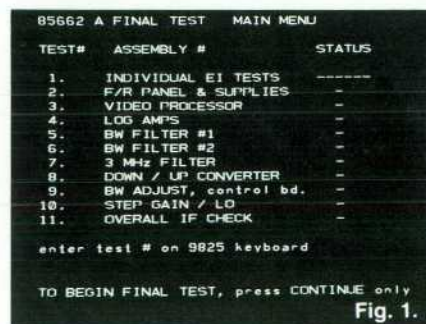 85662 A FINAL TEST MAIN MENU
TEST# ASSEMBLY # STATUS
1. INDIVIDUAL EI TESTS ------
2. F/R PANEL & SUPPLIES -
3. VIDEO PROCESSOR -
4. LOG AMPS -
5. BW FILTER #1 -
6. BW FILTER #2 -
7. 3 MHz FILTER -
8. DOWN / UP CONVERTER -
9. BW ADJUST, control bd. -
10. STEP GAIN / LO -
11. OVERALL IF CHECK -
enter test # on 9825 keyboard
TO BEGIN FINAL TEST, press CONTINUE only
Fig. 1.